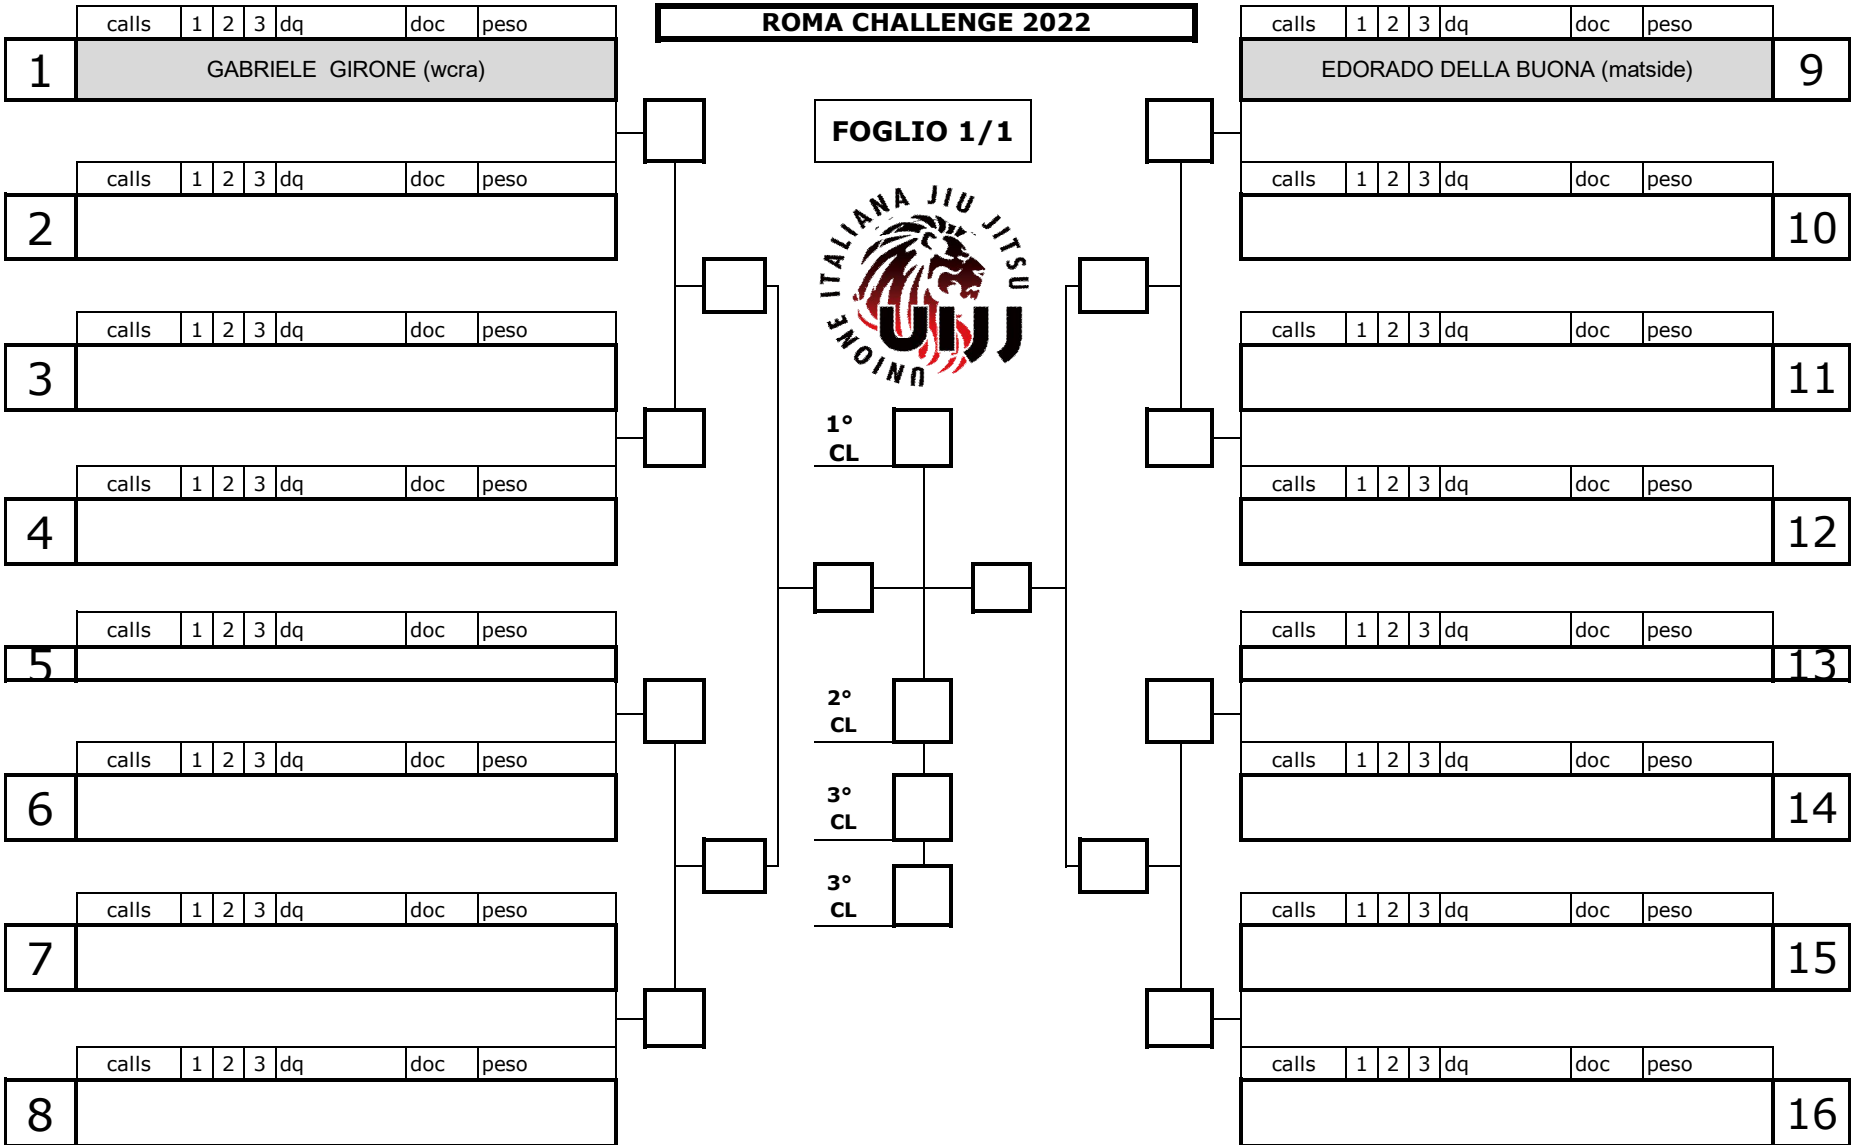 calls 1 2 3 dq doc peso
ROMA CHALLENGE 2022
calls 1 2 3 dq doc peso
1 GABRIELE  GIRONE (wcra)
EDORADO DELLA BUONA (matside) 9
FOGLIO 1/1
calls 1 2 3 dq doc peso
calls 1 2 3 dq doc peso
2
10
UNIONE ITALIANA JIU JITSU
UIJJ
calls 1 2 3 dq doc peso
calls 1 2 3 dq doc peso
3
11
1°
CL
calls 1 2 3 dq doc peso
calls 1 2 3 dq doc peso
4
12
calls 1 2 3 dq doc peso
calls 1 2 3 dq doc peso
5
13
2°
CL
calls 1 2 3 dq doc peso
calls 1 2 3 dq doc peso
6
14
3°
CL
3°
CL
calls 1 2 3 dq doc peso
calls 1 2 3 dq doc peso
7
15
calls 1 2 3 dq doc peso
calls 1 2 3 dq doc peso
8
16